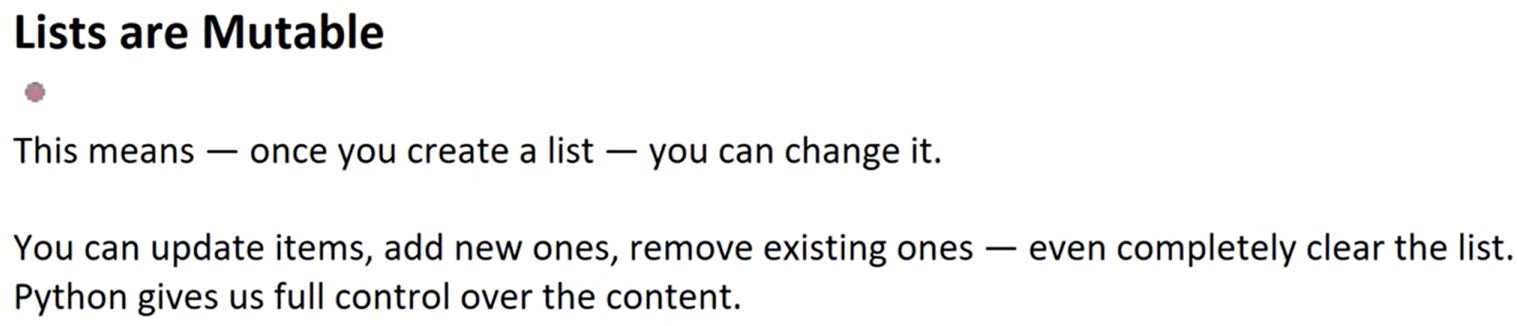 Lists are Mutable
This means — once you create a list — you can change it.
You can update items, add new ones, remove existing ones — even completely clear the list.
Python gives us full control over the content.